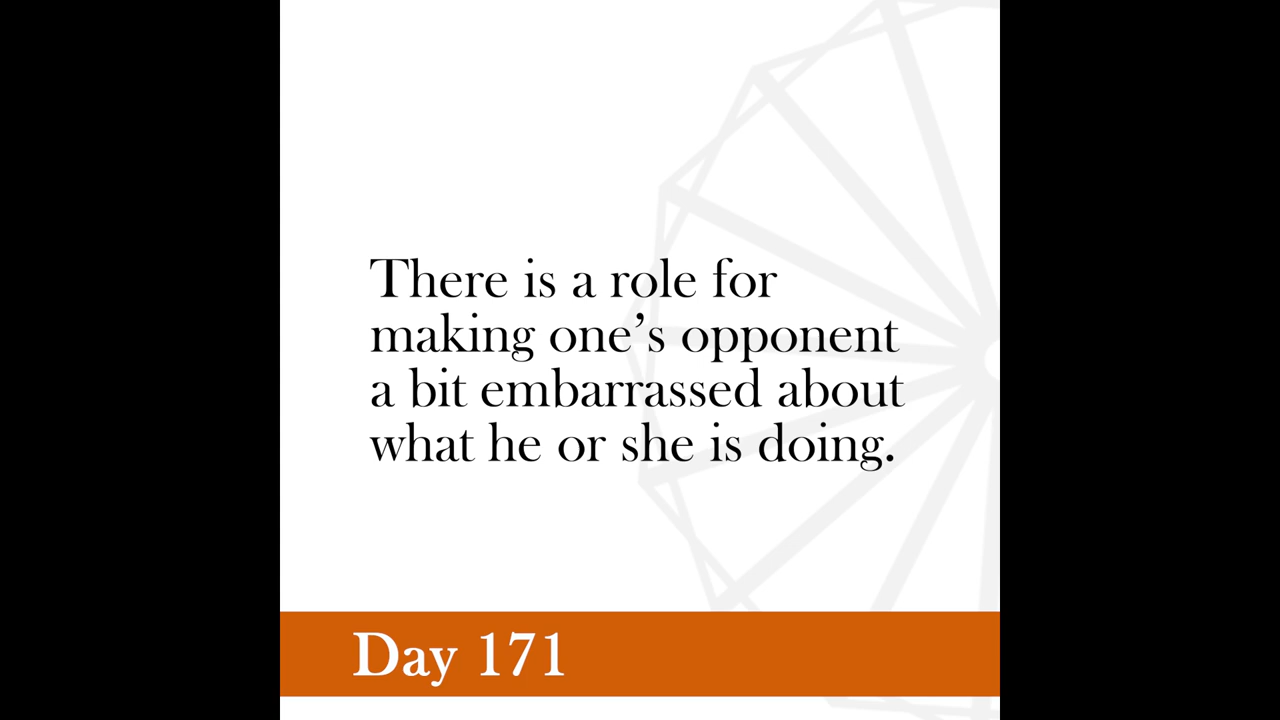 There is a role for
making one’s opponent
a bit embarrassed about
what he or she is doing.
Day 171